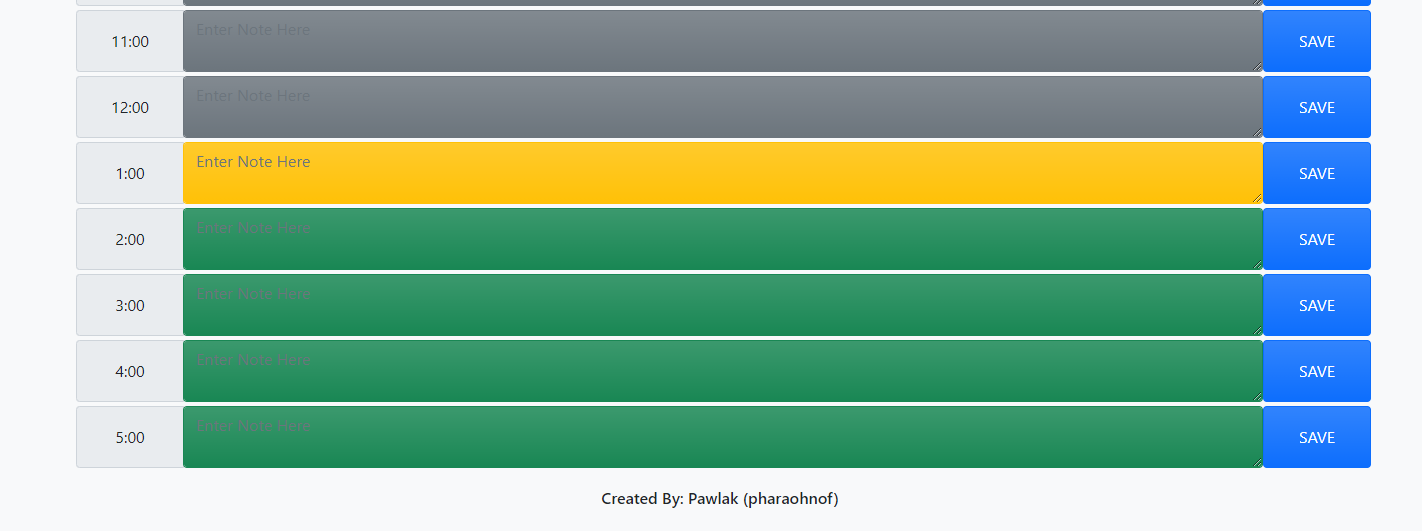 11:00 Enter Note Here SAVE
12:00 Enter Note Here SAVE
1:00 Enter Note Here SAVE
2:00 Enter Note Here SAVE
3:00 Enter Note Here SAVE
4:00 Enter Note Here SAVE
5:00 Enter Note Here SAVE
Created By: Pawlak (pharaohnof)